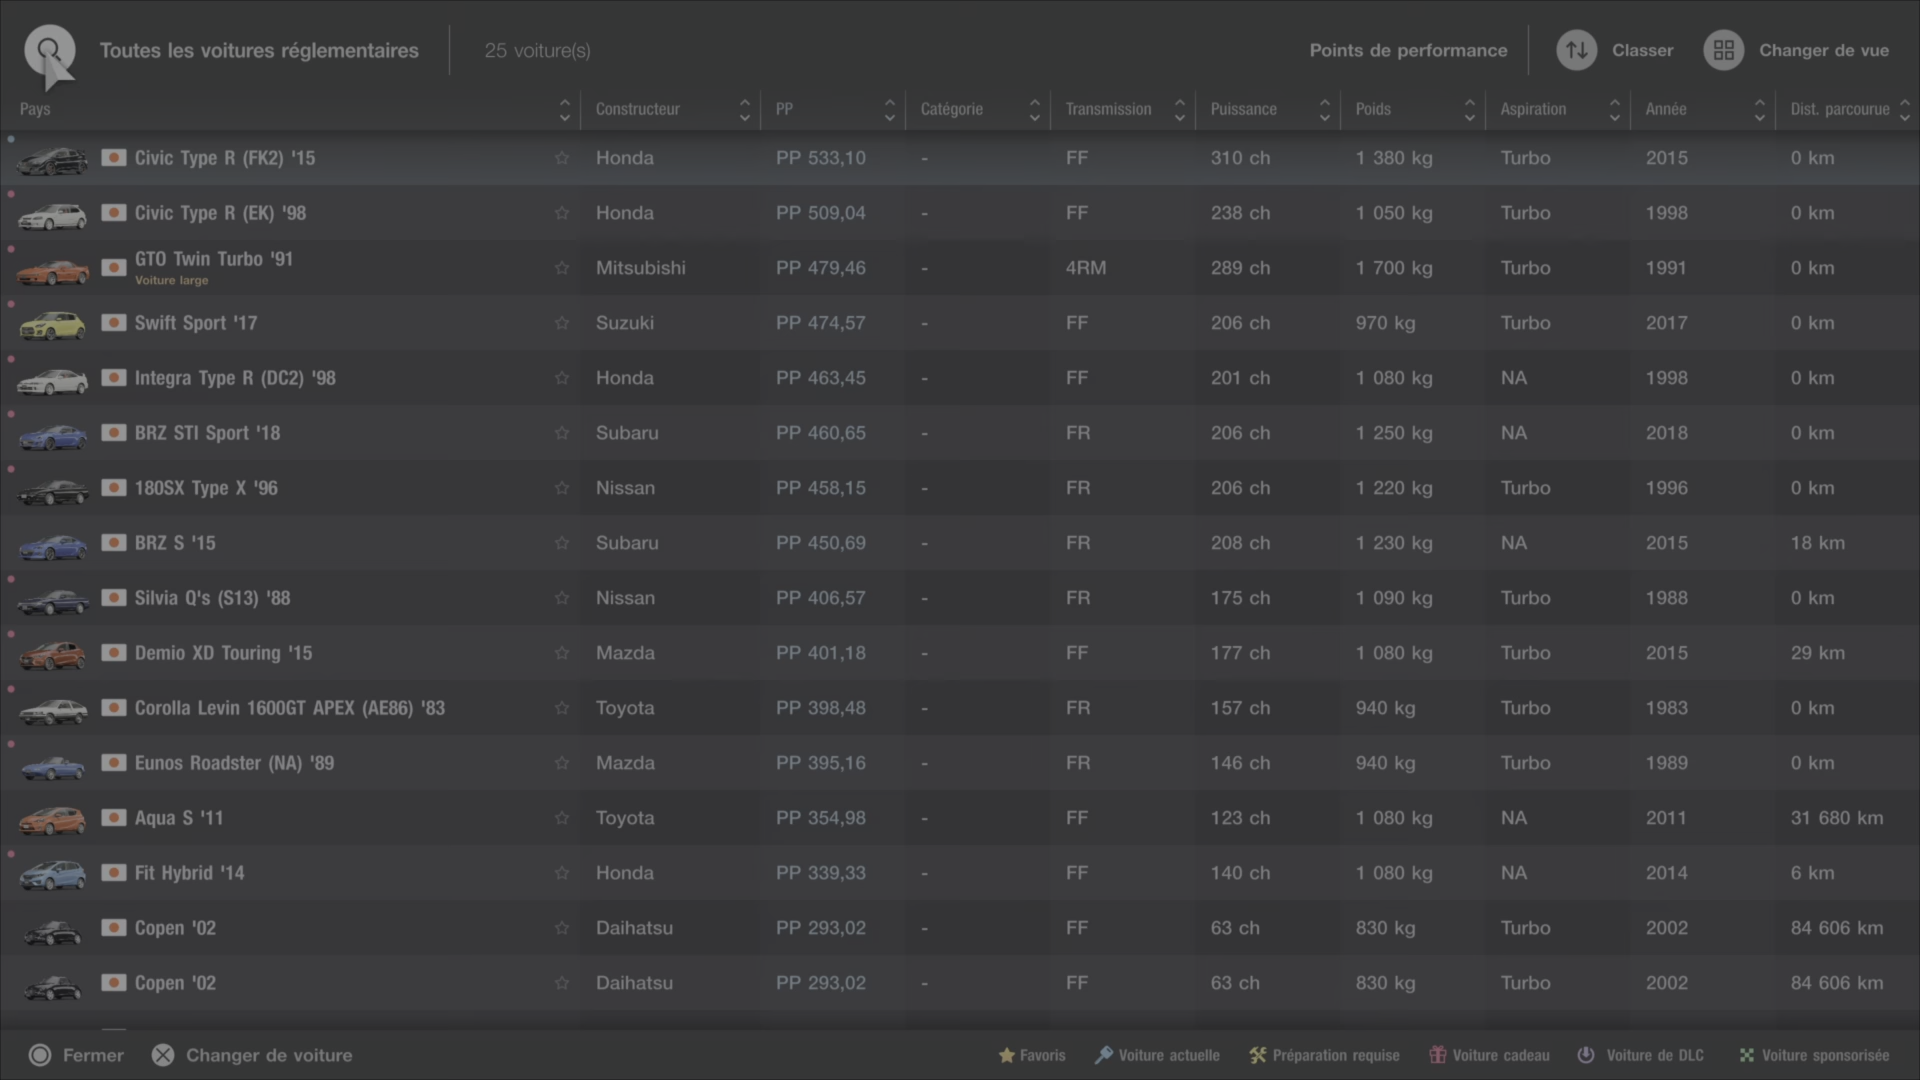 Toutes les voitures réglementaires 25 voiture(s) Points de performance Classer Changer de vue
Pays Constructeur PP Catégorie Transmission Puissance Poids Aspiration Année Dist. parcourue
Civic Type R (FK2) '15 Honda PP 533,10 - FF 310 ch 1 380 kg Turbo 2015 0 km
Civic Type R (EK) '98 Honda PP 509,04 - FF 238 ch 1 050 kg Turbo 1998 0 km
GTO Twin Turbo '91 Mitsubishi PP 479,46 - 4RM 289 ch 1 700 kg Turbo 1991 0 km
Voiture large
Swift Sport '17 Suzuki PP 474,57 - FF 206 ch 970 kg Turbo 2017 0 km
Integra Type R (DC2) '98 Honda PP 463,45 - FF 201 ch 1 080 kg NA 1998 0 km
BRZ STI Sport '18 Subaru PP 460,65 - FR 206 ch 1 250 kg NA 2018 0 km
180SX Type X '96 Nissan PP 458,15 - FR 206 ch 1 220 kg Turbo 1996 0 km
BRZ S '15 Subaru PP 450,69 - FR 208 ch 1 230 kg NA 2015 18 km
Silvia Q's (S13) '88 Nissan PP 406,57 - FR 175 ch 1 090 kg Turbo 1988 0 km
Demio XD Touring '15 Mazda PP 401,18 - FF 177 ch 1 080 kg Turbo 2015 29 km
Corolla Levin 1600GT APEX (AE86) '83 Toyota PP 398,48 - FR 157 ch 940 kg Turbo 1983 0 km
Eunos Roadster (NA) '89 Mazda PP 395,16 - FR 146 ch 940 kg Turbo 1989 0 km
Aqua S '11 Toyota PP 354,98 - FF 123 ch 1 080 kg NA 2011 31 680 km
Fit Hybrid '14 Honda PP 339,33 - FF 140 ch 1 080 kg NA 2014 6 km
Copen '02 Daihatsu PP 293,02 - FF 63 ch 830 kg Turbo 2002 84 606 km
Copen '02 Daihatsu PP 293,02 - FF 63 ch 830 kg Turbo 2002 84 606 km
Fermer Changer de voiture Favoris Voiture actuelle Préparation requise Voiture cadeau Voiture de DLC Voiture sponsorisée